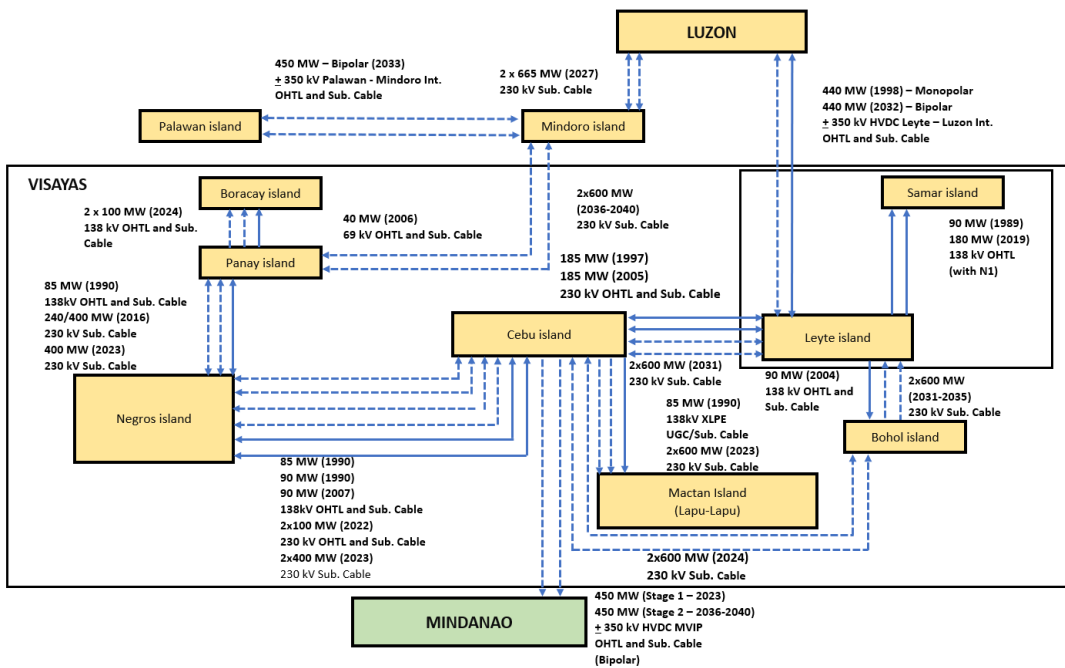 LUZON
450 MW – Bipolar (2033)
± 350 kV Palawan - Mindoro Int.
OHTL and Sub. Cable
2 x 665 MW (2027)
230 kV Sub. Cable
440 MW (1998) – Monopolar
440 MW (2032) – Bipolar
± 350 kV HVDC Leyte – Luzon Int.
OHTL and Sub. Cable
Palawan island
Mindoro island
VISAYAS
Boracay island
Samar island
2 x 100 MW (2024)
138 kV OHTL and Sub.
Cable
40 MW (2006)
69 kV OHTL and Sub. Cable
2x600 MW
(2036-2040)
230 kV Sub. Cable
90 MW (1989)
180 MW (2019)
138 kV OHTL
(with N1)
Panay island
185 MW (1997)
185 MW (2005)
230 kV OHTL and Sub. Cable
85 MW (1990)
138kV OHTL and Sub. Cable
240/400 MW (2016)
230 kV Sub. Cable
400 MW (2023)
230 kV Sub. Cable
Cebu island
Leyte island
2x600 MW (2031)
230 kV Sub. Cable
90 MW (2004)
138 kV OHTL and
Sub. Cable
2x600 MW
(2031-2035)
230 kV Sub. Cable
Negros island
85 MW (1990)
138kV XLPE
UGC/Sub. Cable
2x600 MW (2023)
230 kV Sub. Cable
Bohol island
85 MW (1990)
90 MW (1990)
90 MW (2007)
138kV OHTL and Sub. Cable
2x100 MW (2022)
230 kV OHTL and Sub. Cable
2x400 MW (2023)
230 kV Sub. Cable
Mactan Island
(Lapu-Lapu)
2x600 MW (2024)
230 kV Sub. Cable
MINDANAO
450 MW (Stage 1 – 2023)
450 MW (Stage 2 – 2036-2040)
± 350 kV HVDC MVIP
OHTL and Sub. Cable
(Bipolar)